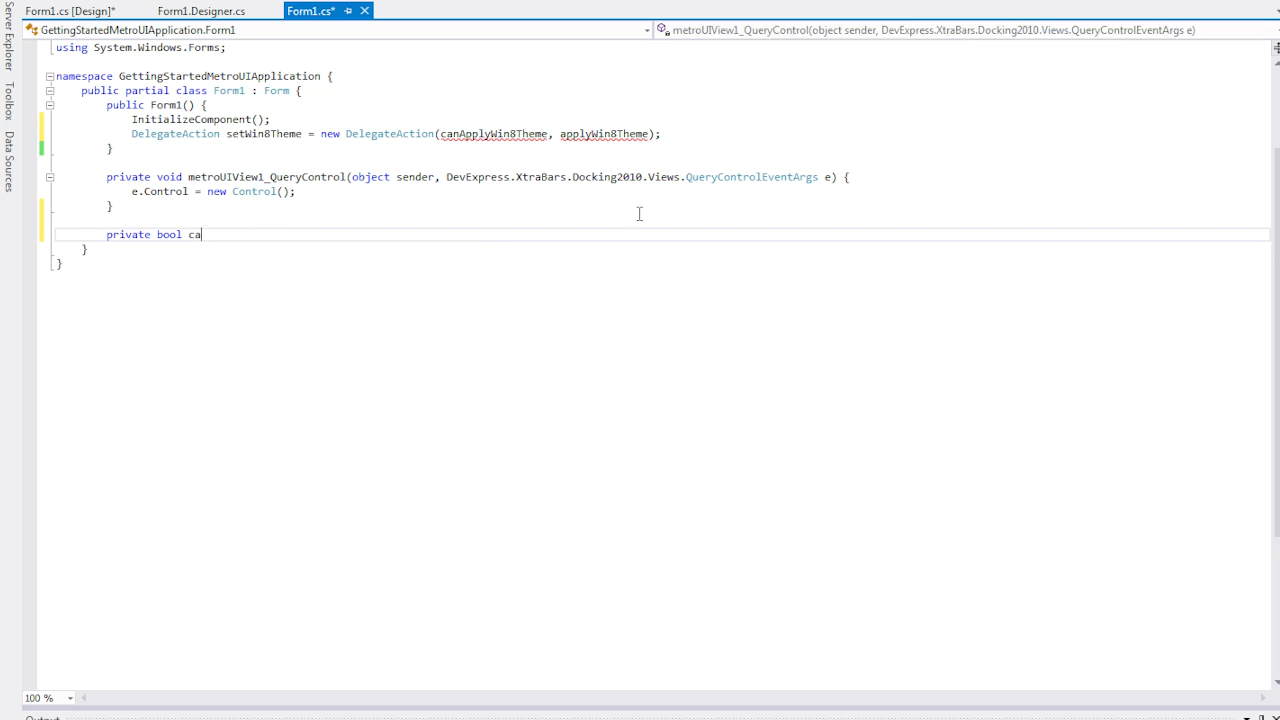 Form1.cs [Design]* Form1.Designer.cs Form1.cs*
GettingStartedMetroUIApplication.Form1 metroUIView1_QueryControl(object sender, DevExpress.XtraBars.Docking2010.Views.QueryControlEventArgs e)
Server Explorer
Toolbox
Data Sources
using System.Windows.Forms;
namespace GettingStartedMetroUIApplication {
public partial class Form1 : Form {
public Form1() {
InitializeComponent();
DelegateAction setWin8Theme = new DelegateAction(canApplyWin8Theme, applyWin8Theme);
}
private void metroUIView1_QueryControl(object sender, DevExpress.XtraBars.Docking2010.Views.QueryControlEventArgs e) {
e.Control = new Control();
}
private bool ca
}
}
100 %
Output